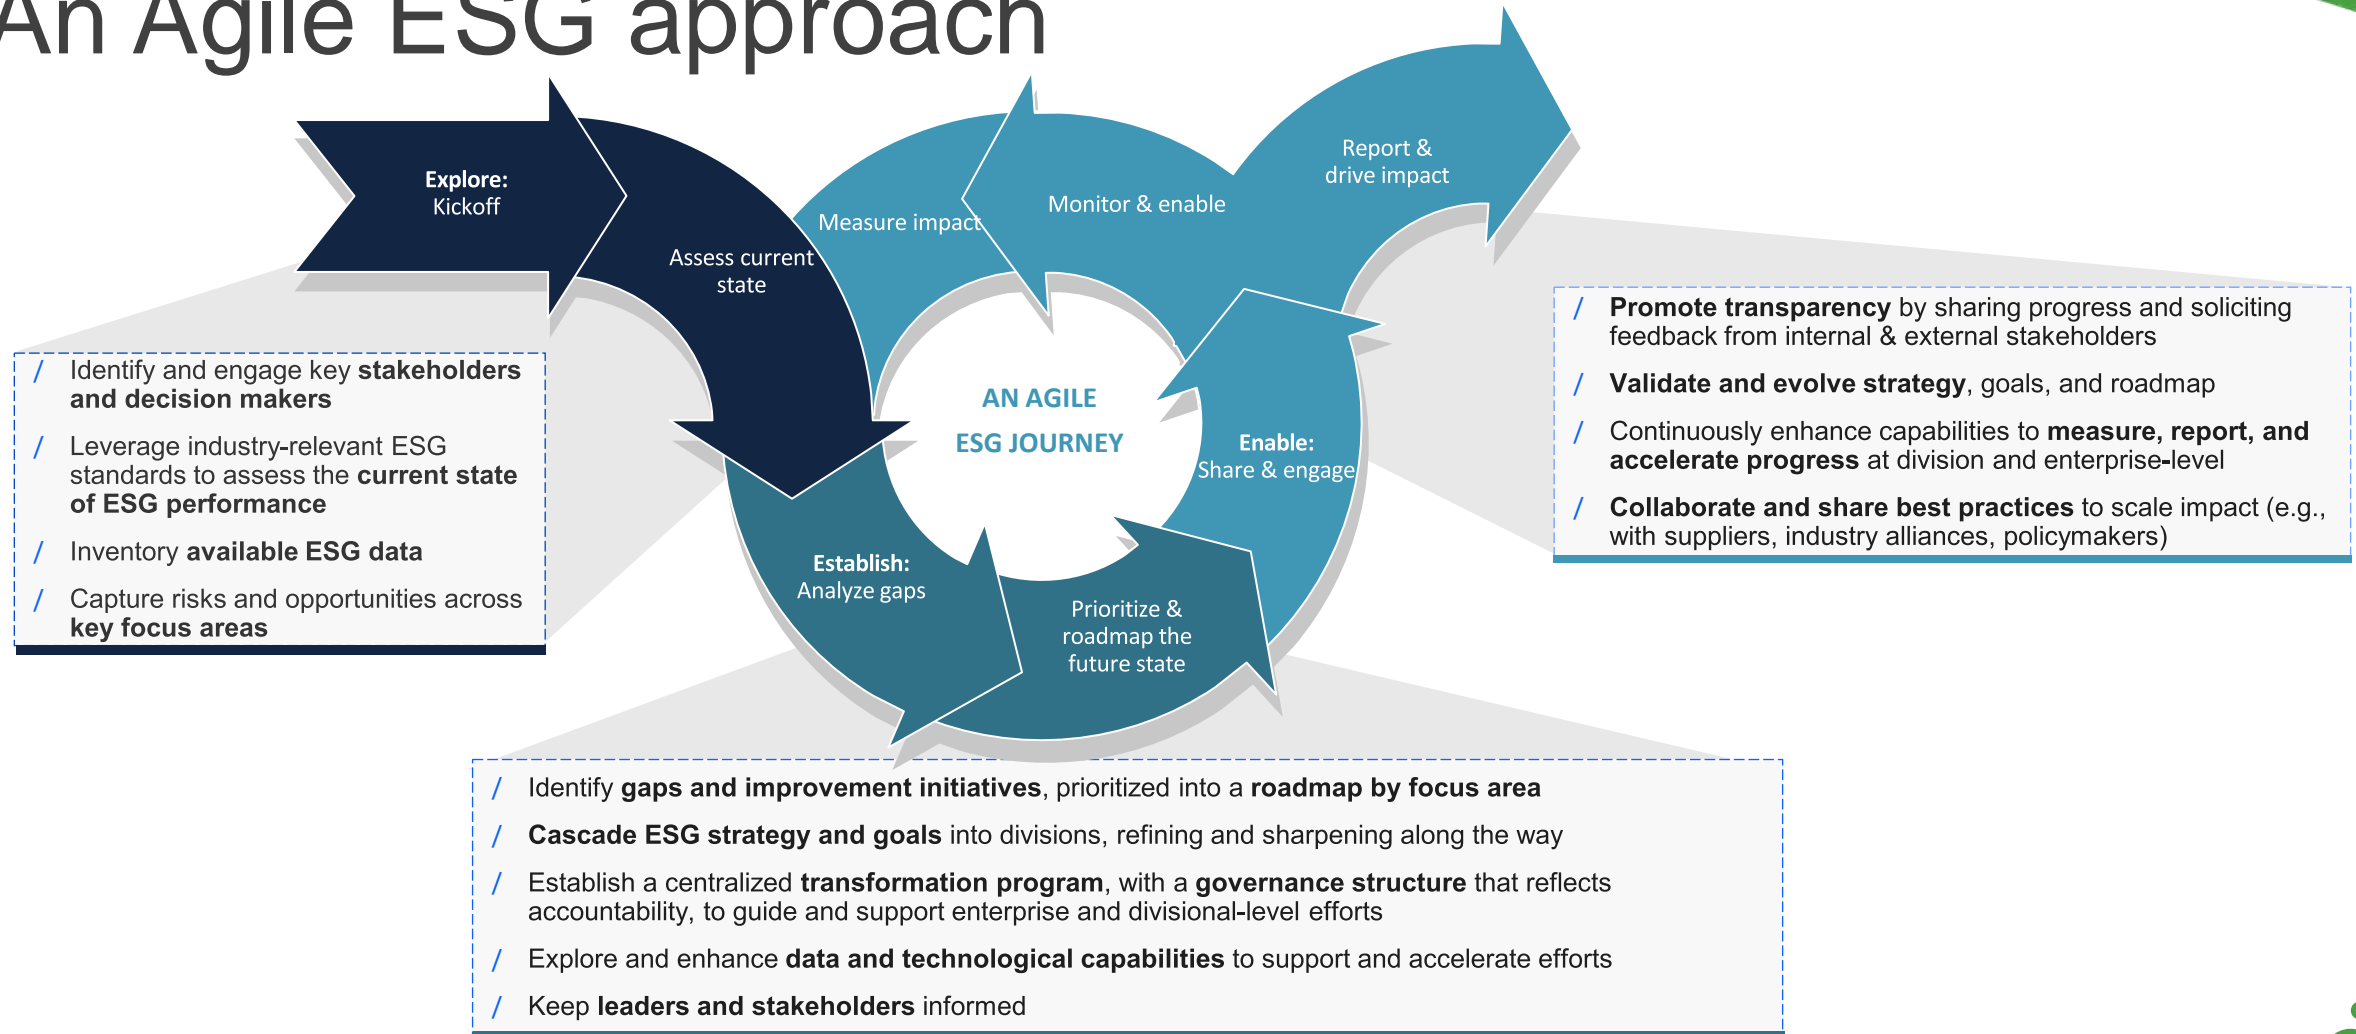 An Agile ESG approach
Explore:
Kickoff
Assess current
state
Measure impact
Monitor & enable
Report &
drive impact
AN AGILE
ESG JOURNEY
Enable:
Share & engage
Establish:
Analyze gaps
Prioritize &
roadmap the
future state
/ Identify and engage key stakeholders
and decision makers
/ Leverage industry-relevant ESG
standards to assess the current state
of ESG performance
/ Inventory available ESG data
/ Capture risks and opportunities across
key focus areas
/ Promote transparency by sharing progress and soliciting
feedback from internal & external stakeholders
/ Validate and evolve strategy, goals, and roadmap
/ Continuously enhance capabilities to measure, report, and
accelerate progress at division and enterprise-level
/ Collaborate and share best practices to scale impact (e.g.,
with suppliers, industry alliances, policymakers)
/ Identify gaps and improvement initiatives, prioritized into a roadmap by focus area
/ Cascade ESG strategy and goals into divisions, refining and sharpening along the way
/ Establish a centralized transformation program, with a governance structure that reflects
accountability, to guide and support enterprise and divisional-level efforts
/ Explore and enhance data and technological capabilities to support and accelerate efforts
/ Keep leaders and stakeholders informed